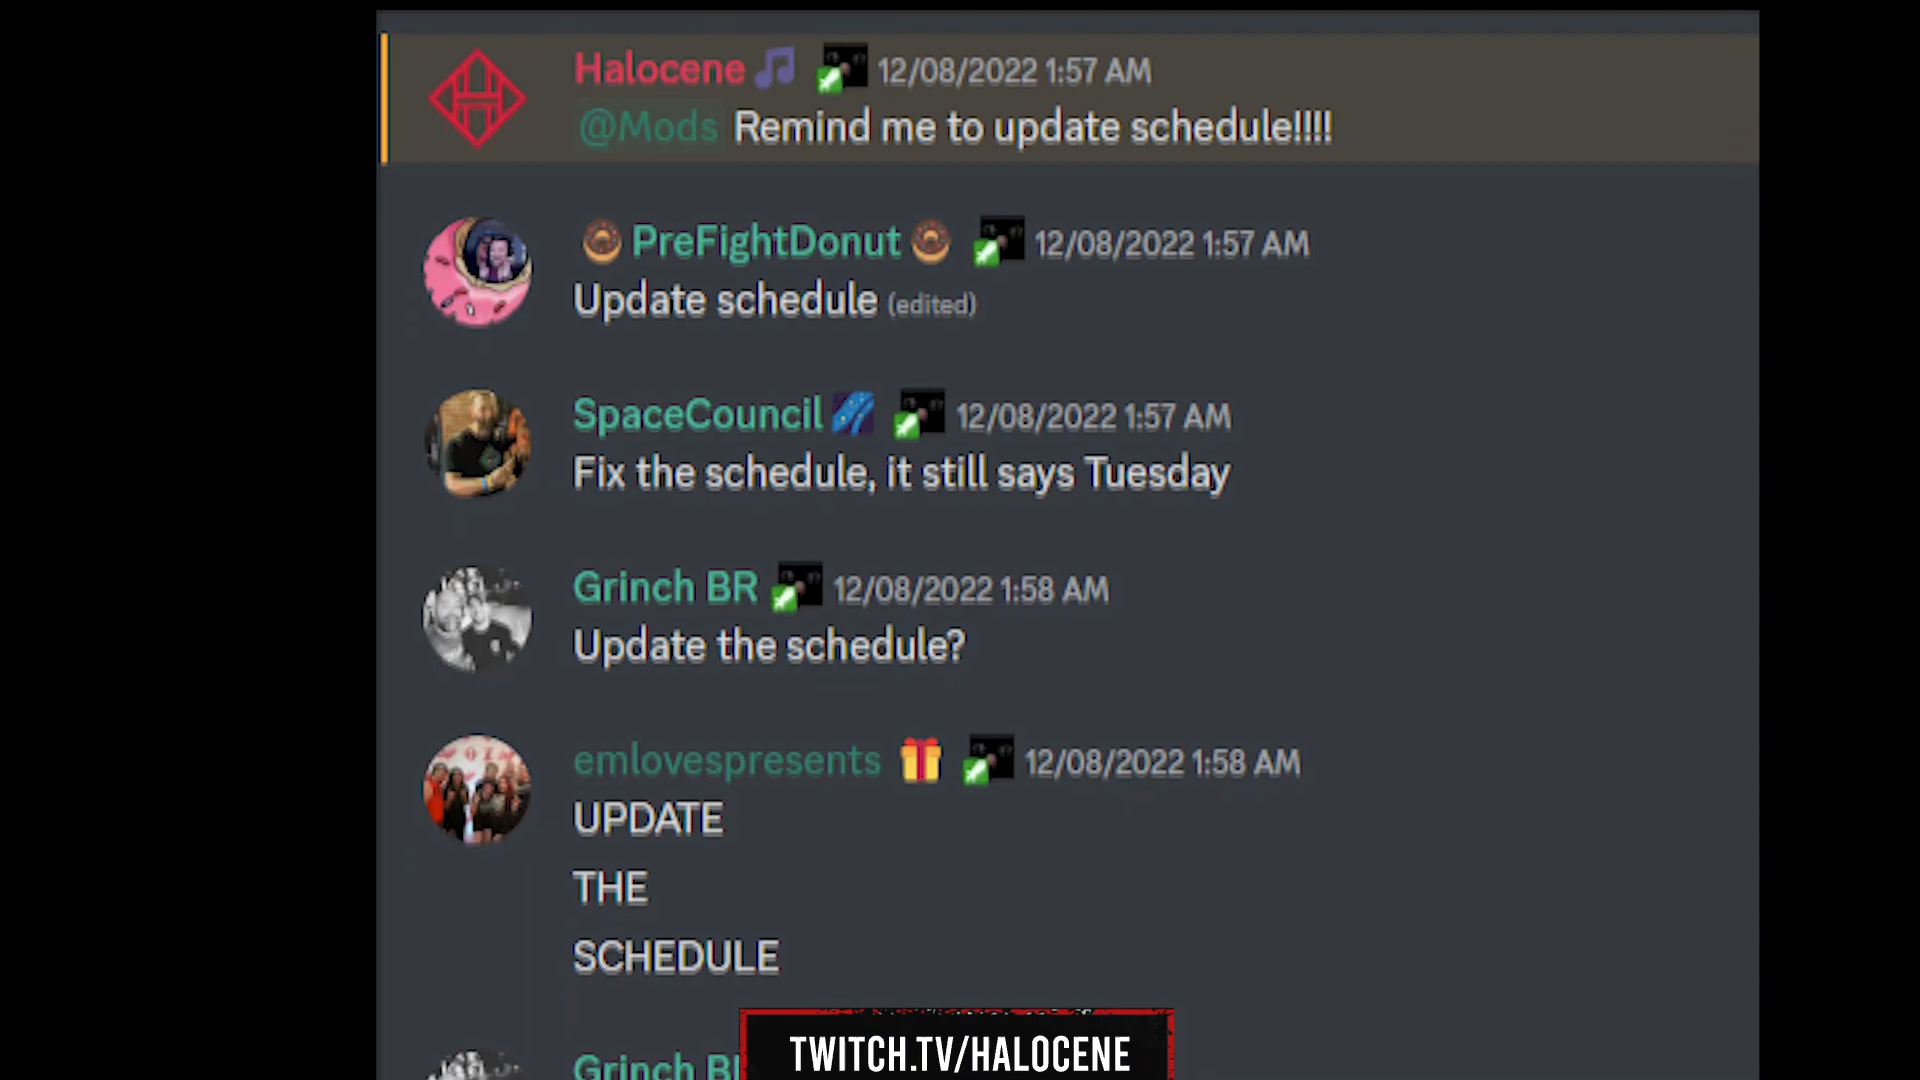 Halocene 12/08/2022 1:57 AM
@Mods Remind me to update schedule!!!!
PreFightDonut 12/08/2022 1:57 AM
Update schedule (edited)
SpaceCouncil 12/08/2022 1:57 AM
Fix the schedule, it still says Tuesday
Grinch BR 12/08/2022 1:58 AM
Update the schedule?
emlovespresents 12/08/2022 1:58 AM
UPDATE
THE
SCHEDULE
Grinch
TWITCH.TV/HALOCENE